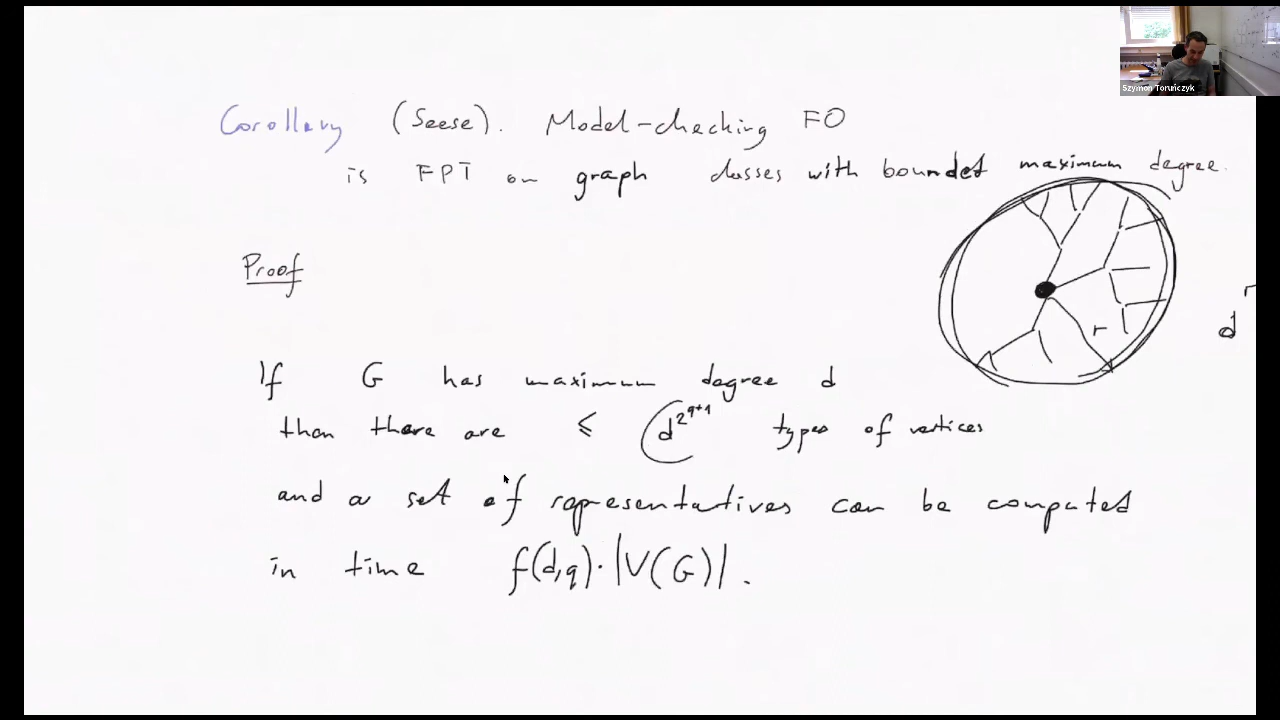 Szymon Toruńczyk
Corollary (Seese). Model-checking FO
is FPT on graph classes with bounded maximum degree.
Proof
r
d^r
If G has maximum degree d
than there are ≤ d^{2^{q+1}} types of vertices
and a set of representatives can be computed
in time f(d,q)·|V(G)|.